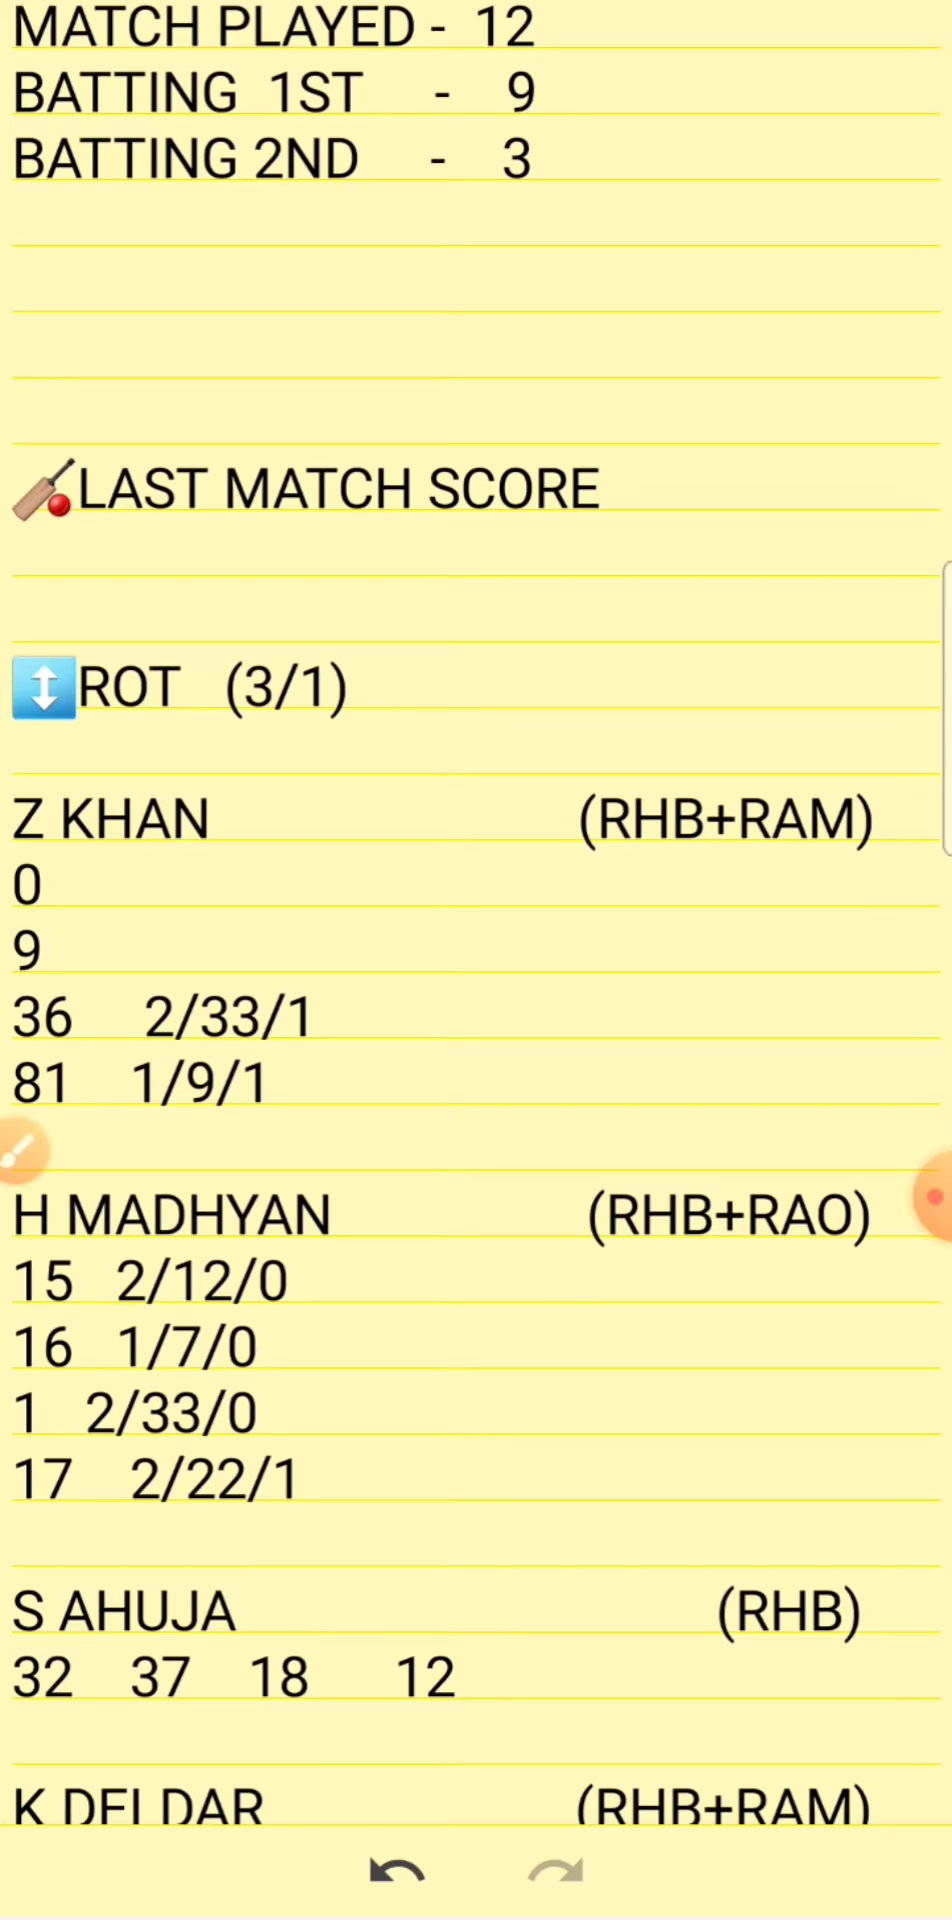 MATCH PLAYED - 12
BATTING 1ST - 9
BATTING 2ND - 3
🏏LAST MATCH SCORE
↕️ROT (3/1)
Z KHAN (RHB+RAM)
0
9
36 2/33/1
81 1/9/1
H MADHYAN (RHB+RAO)
15 2/12/0
16 1/7/0
1 2/33/0
17 2/22/1
S AHUJA (RHB)
32 37 18 12
K DELDAR (RHB+RAM)